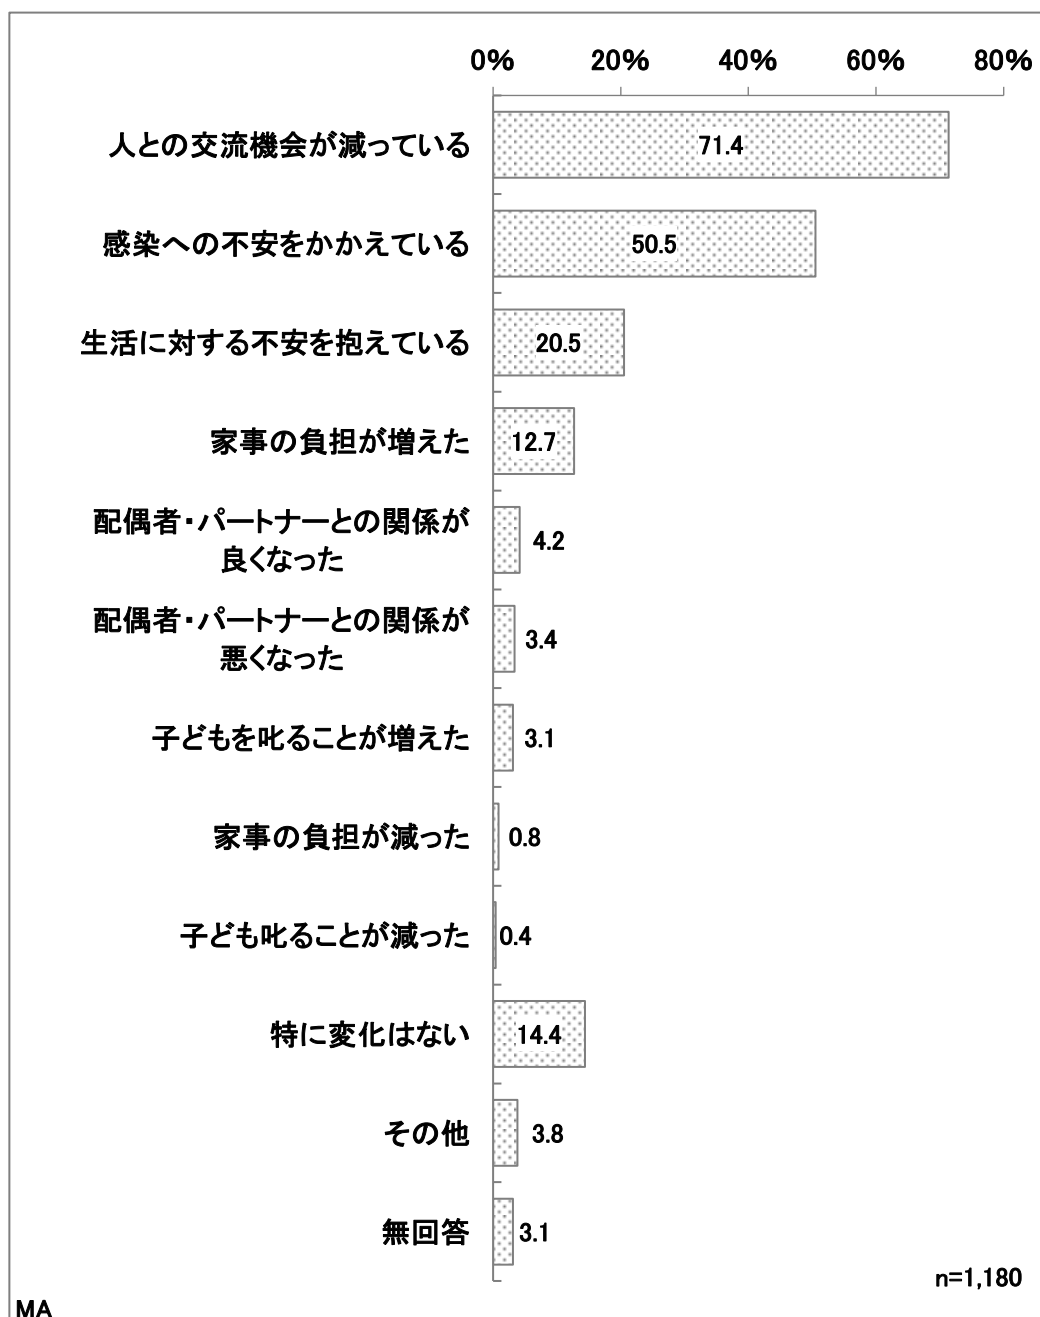 0% 20% 40% 60% 80%
人との交流機会が減っている 71.4
感染への不安をかかえている 50.5
生活に対する不安を抱えている 20.5
家事の負担が増えた 12.7
配偶者・パートナーとの関係が
良くなった 4.2
配偶者・パートナーとの関係が
悪くなった 3.4
子どもを叱ることが増えた 3.1
家事の負担が減った 0.8
子ども叱ることが減った 0.4
特に変化はない 14.4
その他 3.8
無回答 3.1
n=1,180
MA